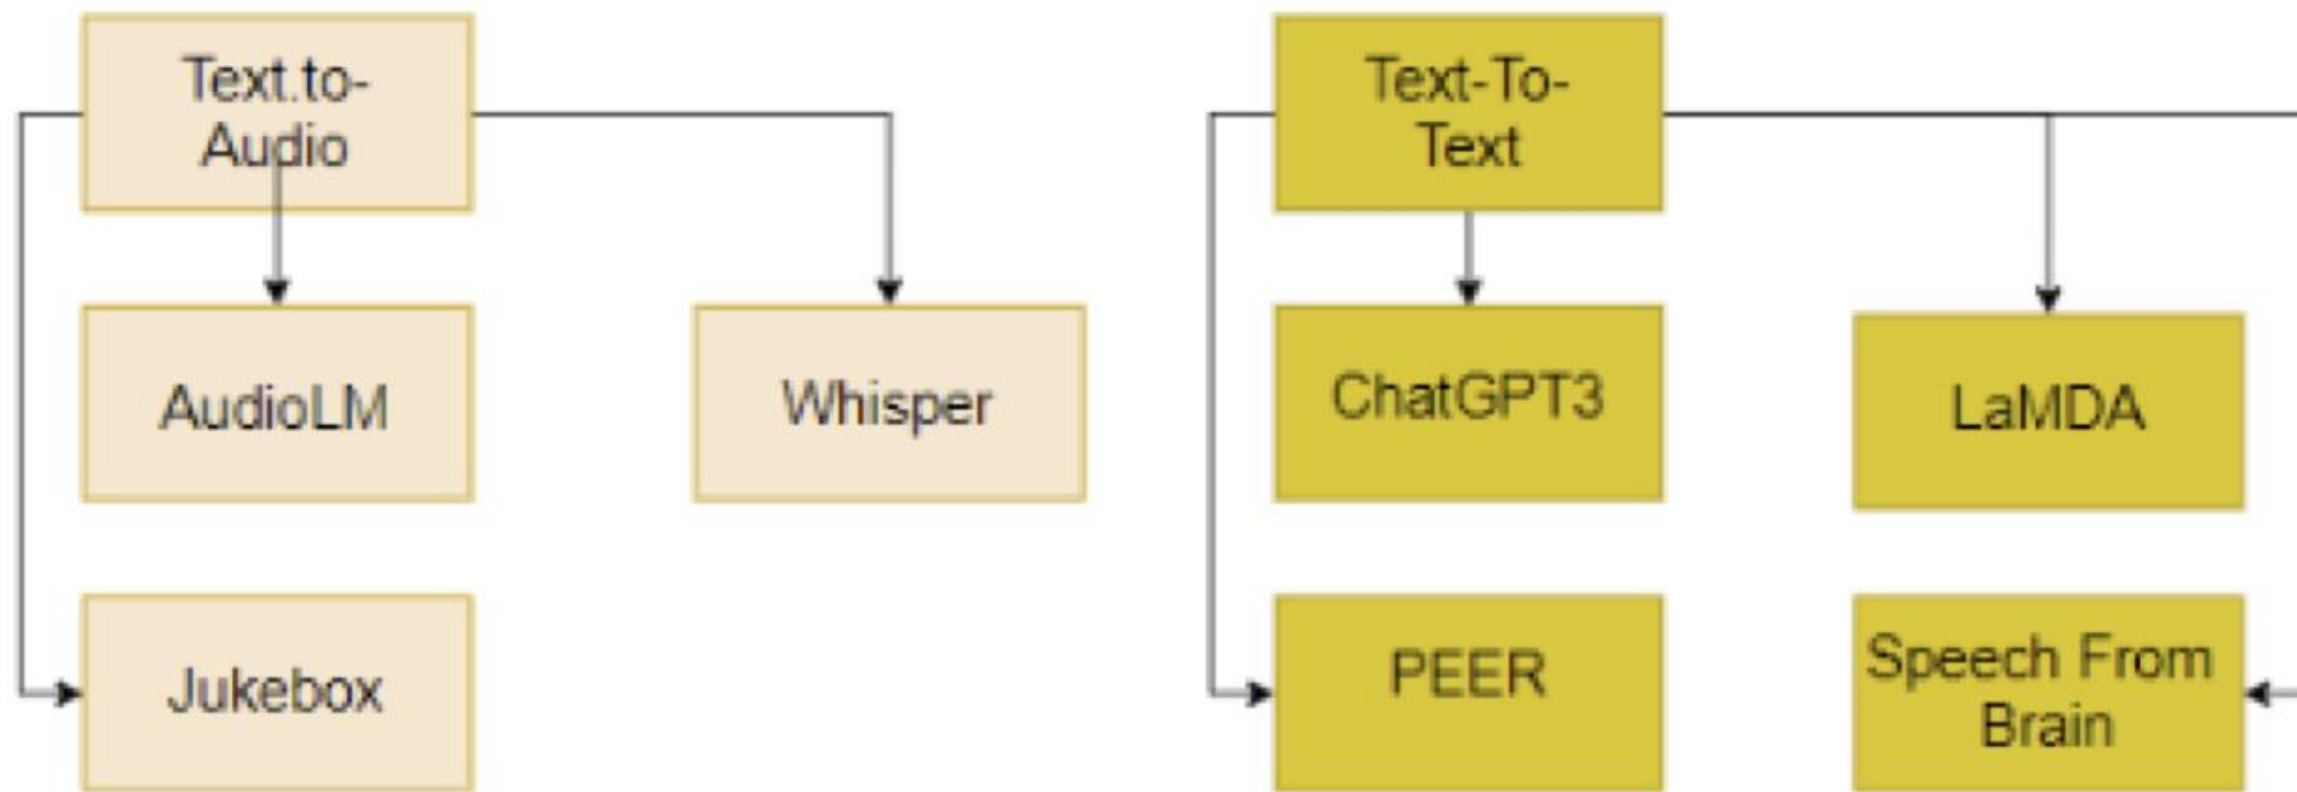 Text.to-
Audio
Text-To-
Text
AudioLM
Whisper
ChatGPT3
LaMDA
Jukebox
PEER
Speech From
Brain